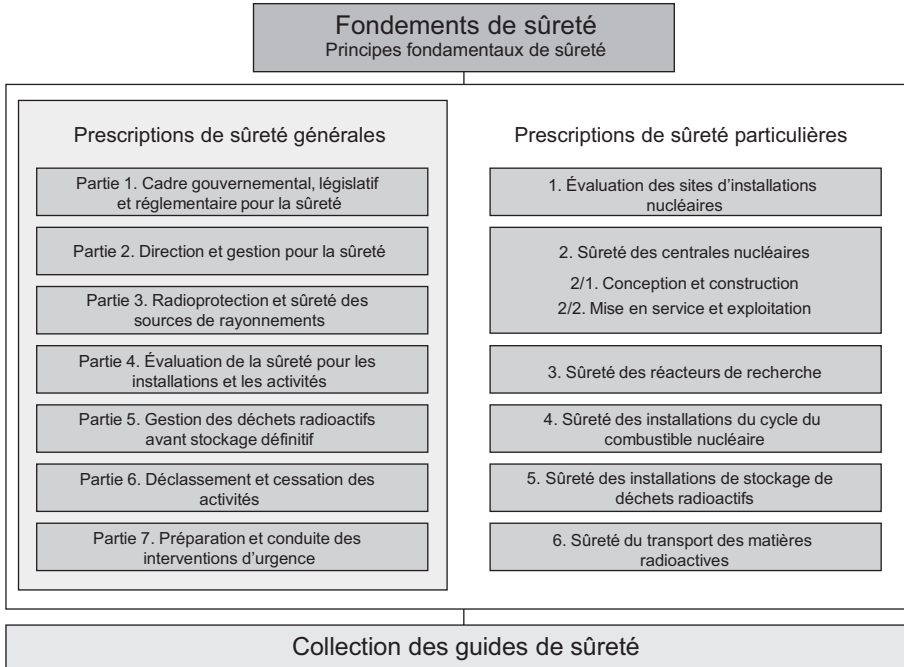 Fondements de sûreté
Principes fondamentaux de sûreté
Prescriptions de sûreté générales
Partie 1. Cadre gouvernemental, législatif
et réglementaire pour la sûreté
Partie 2. Direction et gestion pour la sûreté
Partie 3. Radioprotection et sûreté des
sources de rayonnements
Partie 4. Évaluation de la sûreté pour les
installations et les activités
Partie 5. Gestion des déchets radioactifs
avant stockage définitif
Partie 6. Déclassement et cessation des
activités
Partie 7. Préparation et conduite des
interventions d'urgence
Prescriptions de sûreté particulières
1. Évaluation des sites d'installations
nucléaires
2. Sûreté des centrales nucléaires
2/1. Conception et construction
2/2. Mise en service et exploitation
3. Sûreté des réacteurs de recherche
4. Sûreté des installations du cycle du
combustible nucléaire
5. Sûreté des installations de stockage de
déchets radioactifs
6. Sûreté du transport des matières
radioactives
Collection des guides de sûreté